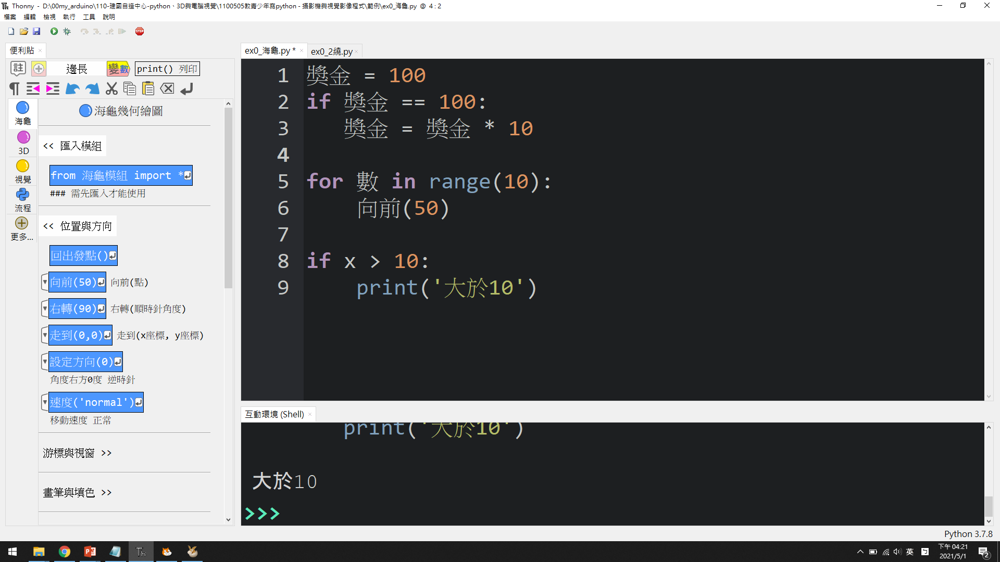 Thonny - D:\00my_arduino\110-建國自造中心-python、3D與電腦視覺\1100505教青少年寫python - 攝影機與視覺影像程式\範例\ex0_海龜.py @ 4 : 2
檔案 編輯 檢視 執行 工具 說明
STOP
便利貼 ×
註 邊長 變數 print() 列印
海龜
3D
視覺
流程
更多...
海龜幾何繪圖
<< 匯入模組
from 海龜模組 import *
### 需先匯入才能使用
<< 位置與方向
回出發點()
向前(50) 向前(點)
右轉(90) 右轉(順時針角度)
走到(0,0) 走到(x座標, y座標)
設定方向(0)
角度右方0度 逆時針
速度('normal')
移動速度 正常
游標與視窗 >>
畫筆與填色 >>
ex0_海龜.py * × ex0_2繞.py ×
1 獎金 = 100
2 if 獎金 == 100:
3 獎金 = 獎金 * 10
4
5 for 數 in range(10):
6 向前(50)
7
8 if x > 10:
9 print('大於10')
互動環境 (Shell) ×
print('大於10')
大於10
>>>
Python 3.7.8
Th
英
下午 04:21
2021/5/1
2